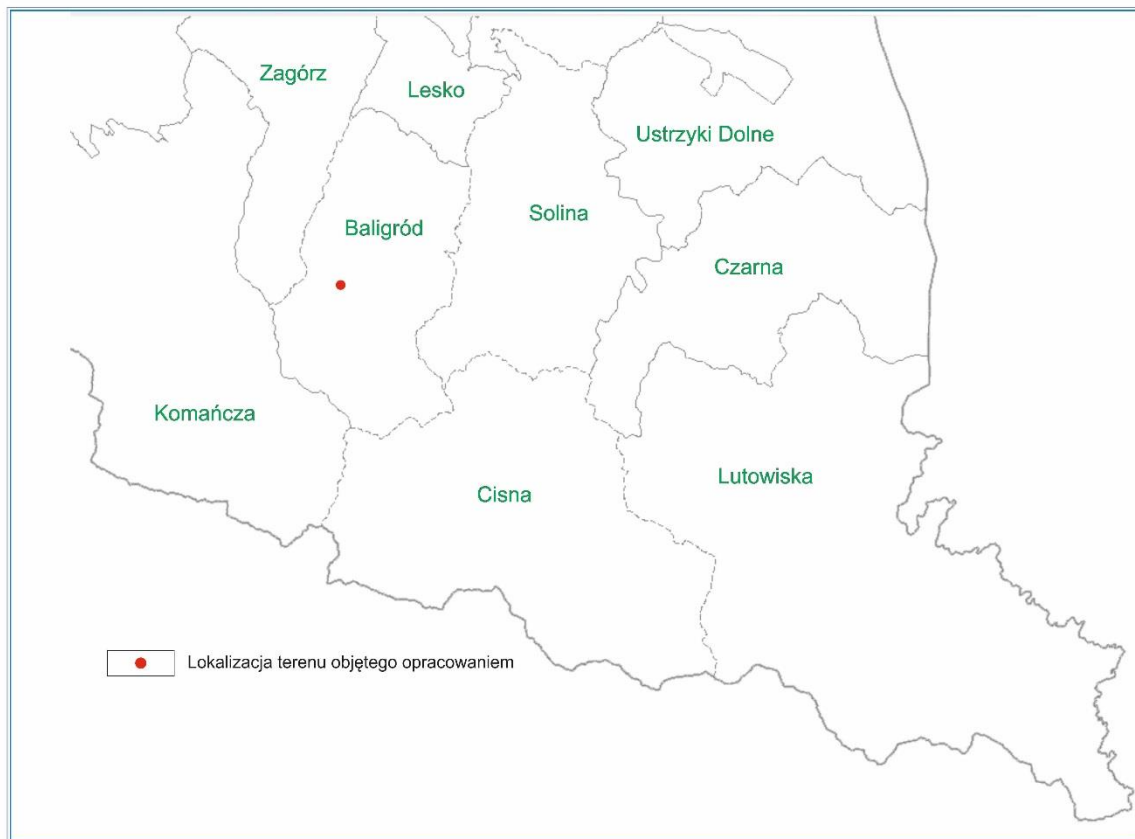 Zagórz
Lesko
Ustrzyki Dolne
Solina
Baligród
Czarna
Komańcza
Lutowiska
Cisna
Lokalizacja terenu objętego opracowaniem